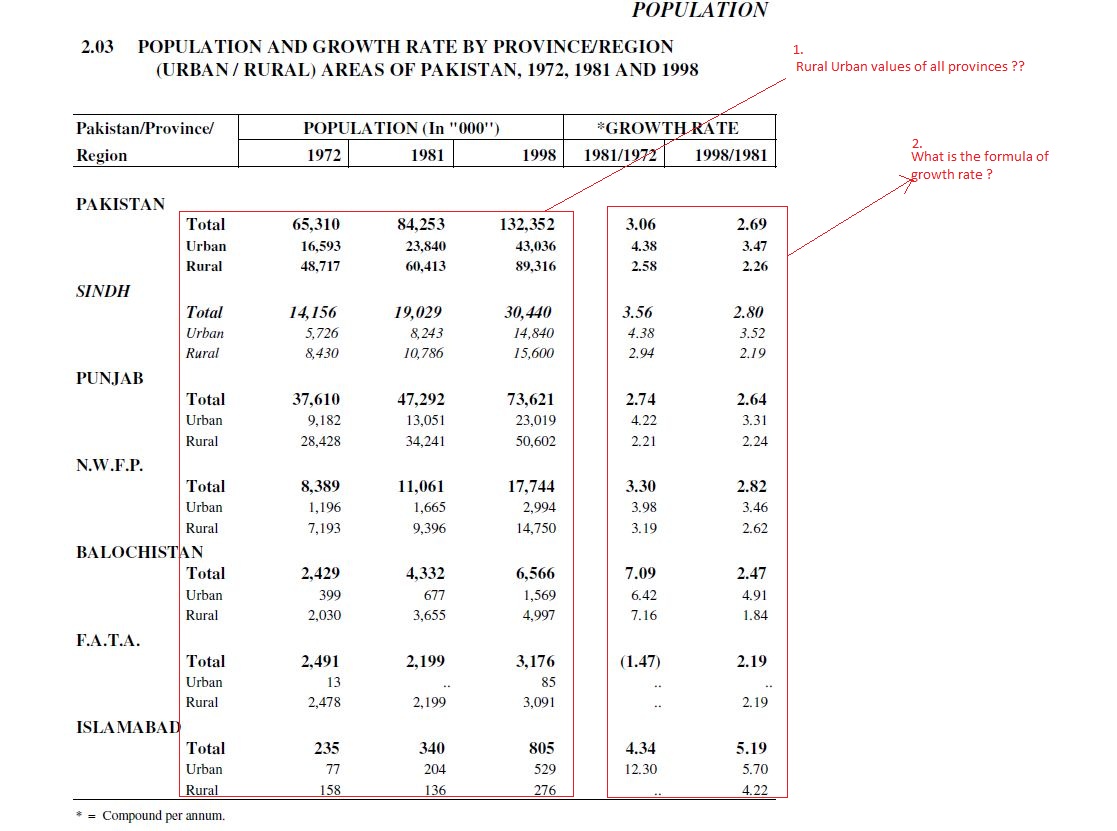 POPULATION
2.03 POPULATION AND GROWTH RATE BY PROVINCE/REGION
(URBAN / RURAL) AREAS OF PAKISTAN, 1972, 1981 AND 1998
1.
Rural Urban values of all provinces ??
Pakistan/Province/ POPULATION (In "000") *GROWTH RATE
Region 1972 1981 1998 1981/1972 1998/1981
2.
What is the formula of
growth rate ?
PAKISTAN
Total 65,310 84,253 132,352 3.06 2.69
Urban 16,593 23,840 43,036 4.38 3.47
Rural 48,717 60,413 89,316 2.58 2.26
SINDH
Total 14,156 19,029 30,440 3.56 2.80
Urban 5,726 8,243 14,840 4.38 3.52
Rural 8,430 10,786 15,600 2.94 2.19
PUNJAB
Total 37,610 47,292 73,621 2.74 2.64
Urban 9,182 13,051 23,019 4.22 3.31
Rural 28,428 34,241 50,602 2.21 2.24
N.W.F.P.
Total 8,389 11,061 17,744 3.30 2.82
Urban 1,196 1,665 2,994 3.98 3.46
Rural 7,193 9,396 14,750 3.19 2.62
BALOCHISTAN
Total 2,429 4,332 6,566 7.09 2.47
Urban 399 677 1,569 6.42 4.91
Rural 2,030 3,655 4,997 7.16 1.84
F.A.T.A.
Total 2,491 2,199 3,176 (1.47) 2.19
Urban 13 .. 85 .. ..
Rural 2,478 2,199 3,091 .. 2.19
ISLAMABAD
Total 235 340 805 4.34 5.19
Urban 77 204 529 12.30 5.70
Rural 158 136 276 .. 4.22
* = Compound per annum.